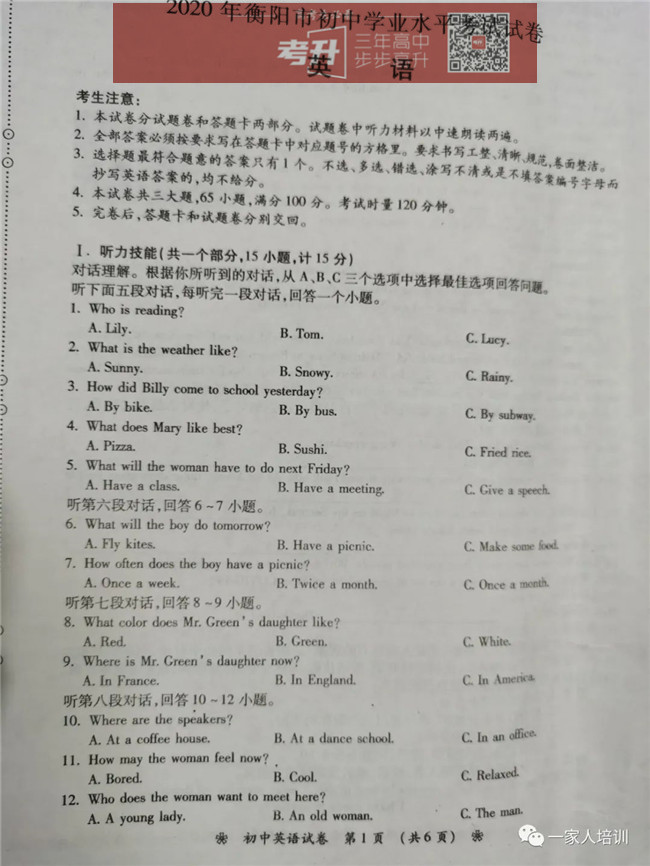 2020 年衡阳市初中学业水平考试试卷
考升 三年高中
步步高升
英 语
考生注意:
1. 本试卷分试题卷和答题卡两部分。试题卷中听力材料以中速朗读两遍。
2. 全部答案必须按要求写在答题卡中对应题号的方格里。要求书写工整、清晰、规范,卷面整洁。
3. 选择题最符合题意的答案只有1个。不选、多选、错选、涂写不清或是不填答案编号字母而
抄写英语答案的,均不给分。
4. 本试卷共三大题,65 小题,满分 100 分。考试时量 120 分钟。
5. 完卷后,答题卡和试题卷分别交回。
Ⅰ. 听力技能(共一个部分,15 小题,计 15 分)
对话理解。根据你所听到的对话,从 A、B、C 三个选项中选择最佳选项回答问题。
听下面五段对话,每听完一段对话,回答一个小题。
1. Who is reading?
A. Lily. B. Tom. C. Lucy.
2. What is the weather like?
A. Sunny. B. Snowy. C. Rainy.
3. How did Billy come to school yesterday?
A. By bike. B. By bus. C. By subway.
4. What does Mary like best?
A. Pizza. B. Sushi. C. Fried rice.
5. What will the woman have to do next Friday?
A. Have a class. B. Have a meeting. C. Give a speech.
听第六段对话,回答 6~7 小题。
6. What will the boy do tomorrow?
A. Fly kites. B. Have a picnic. C. Make some food.
7. How often does the boy have a picnic?
A. Once a week. B. Twice a month. C. Once a month.
听第七段对话,回答 8~9 小题。
8. What color does Mr. Green's daughter like?
A. Red. B. Green. C. White.
9. Where is Mr. Green's daughter now?
A. In France. B. In England. C. In America.
听第八段对话,回答 10~12 小题。
10. Where are the speakers?
A. At a coffee house. B. At a dance school. C. In an office.
11. How may the woman feel now?
A. Bored. B. Cool. C. Relaxed.
12. Who does the woman want to meet here?
A. A young lady. B. An old woman. C. The man.
初中英语试卷 第 1 页 (共 6 页)
一家人培训